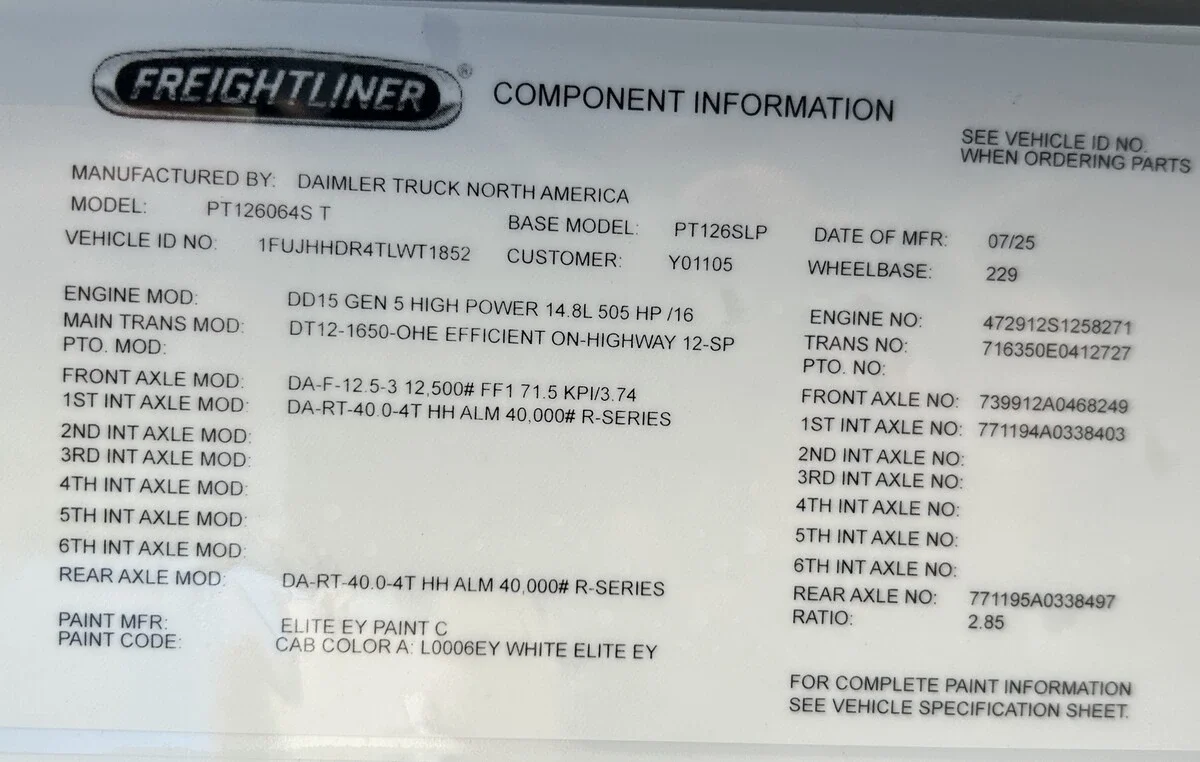 FREIGHTLINER®
COMPONENT INFORMATION
SEE VEHICLE ID NO.
WHEN ORDERING PARTS
MANUFACTURED BY: DAIMLER TRUCK NORTH AMERICA
MODEL: PT126064S T
BASE MODEL: PT126SLP
DATE OF MFR: 07/25
VEHICLE ID NO: 1FUJHHDR4TLWT1852
CUSTOMER: Y01105
WHEELBASE: 229
ENGINE MOD: DD15 GEN 5 HIGH POWER 14.8L 505 HP /16
ENGINE NO: 472912S1258271
MAIN TRANS MOD: DT12-1650-OHE EFFICIENT ON-HIGHWAY 12-SP
TRANS NO: 716350E0412727
PTO. MOD:
PTO. NO:
FRONT AXLE MOD: DA-F-12.5-3 12,500# FF1 71.5 KPI/3.74
FRONT AXLE NO: 739912A0468249
1ST INT AXLE MOD: DA-RT-40.0-4T HH ALM 40,000# R-SERIES
1ST INT AXLE NO: 771194A0338403
2ND INT AXLE MOD:
2ND INT AXLE NO:
3RD INT AXLE MOD:
3RD INT AXLE NO:
4TH INT AXLE MOD:
4TH INT AXLE NO:
5TH INT AXLE MOD:
5TH INT AXLE NO:
6TH INT AXLE MOD:
6TH INT AXLE NO:
REAR AXLE MOD: DA-RT-40.0-4T HH ALM 40,000# R-SERIES
REAR AXLE NO: 771195A0338497
RATIO: 2.85
PAINT MFR: ELITE EY PAINT C
PAINT CODE: CAB COLOR A: L0006EY WHITE ELITE EY
FOR COMPLETE PAINT INFORMATION
SEE VEHICLE SPECIFICATION SHEET.